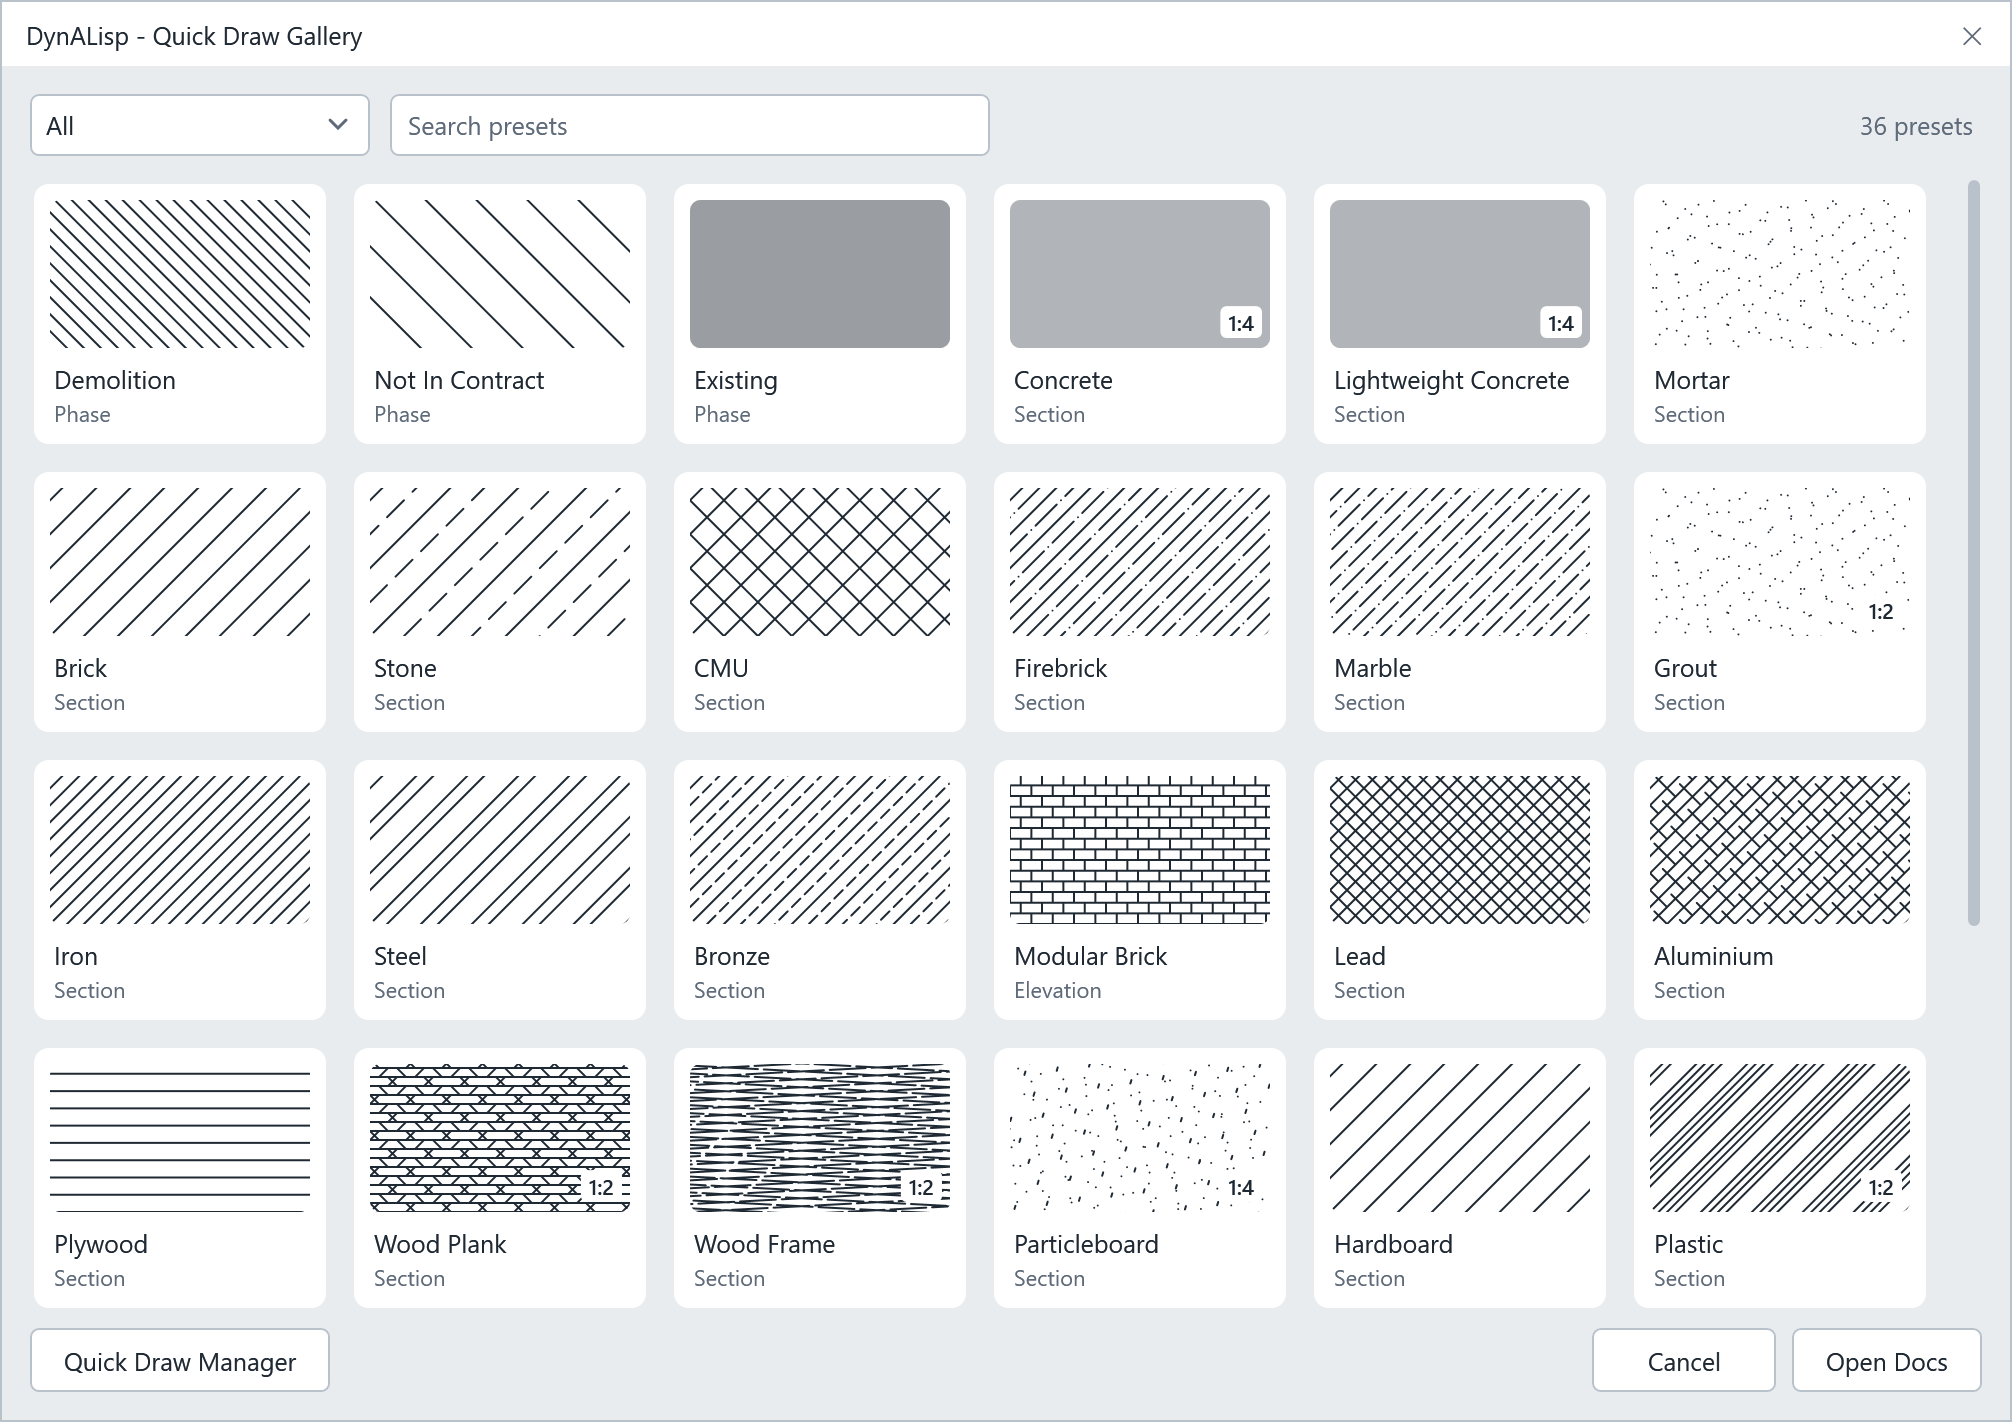 DynALisp - Quick Draw Gallery
All
Search presets
36 presets
Demolition
Phase
Not In Contract
Phase
Existing
Phase
1:4
Concrete
Section
1:4
Lightweight Concrete
Section
Mortar
Section
Brick
Section
Stone
Section
CMU
Section
Firebrick
Section
Marble
Section
1:2
Grout
Section
Iron
Section
Steel
Section
Bronze
Section
Modular Brick
Elevation
Lead
Section
Aluminium
Section
Plywood
Section
1:2
Wood Plank
Section
1:2
Wood Frame
Section
1:4
Particleboard
Section
Hardboard
Section
1:2
Plastic
Section
Quick Draw Manager
Cancel
Open Docs